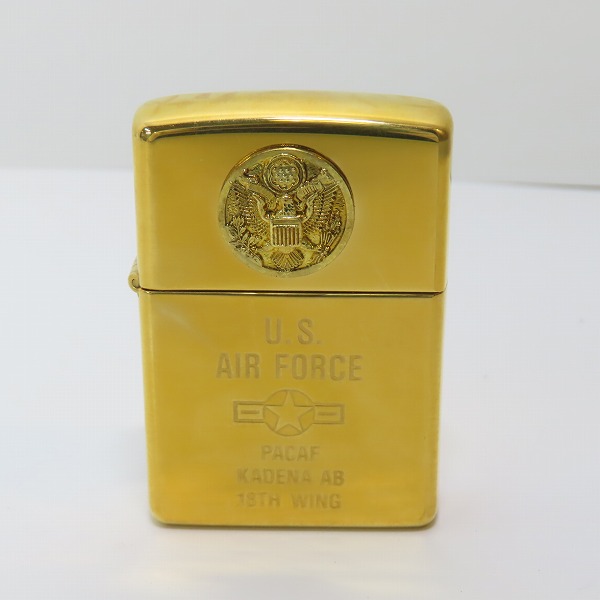 U.S.
AIR FORCE
PACAF
KADENA AB
18TH WING